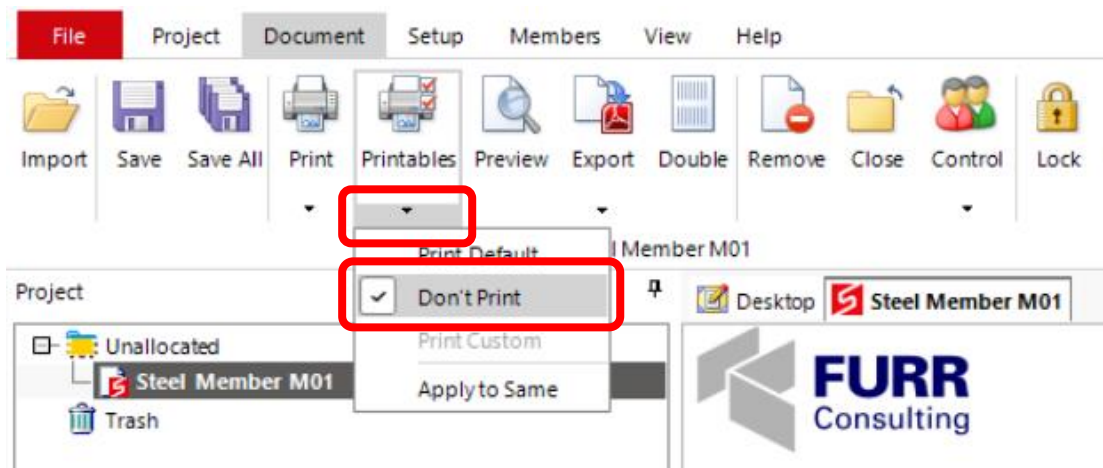 File Project Document Setup Members View Help
Import Save Save All Print Printables Preview Export Double Remove Close Control Lock
Print Default
l Member M01
Project
Don't Print
Desktop Steel Member M01
Unallocated
Print Custom
Steel Member M01
Apply to Same
Trash
FURR
Consulting